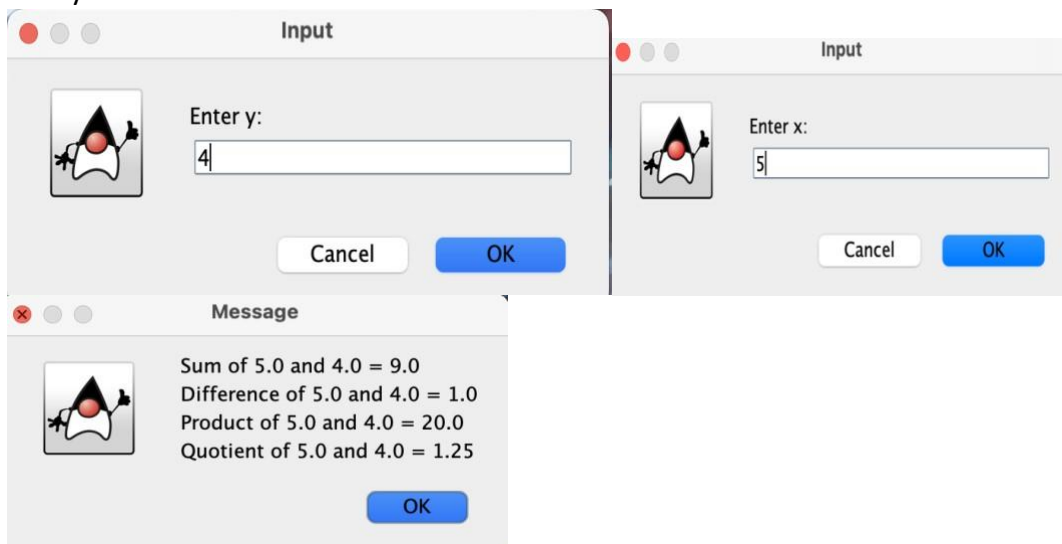 Input
Enter y:
4
Cancel OK
Input
Enter x:
5
Cancel OK
Message
Sum of 5.0 and 4.0 = 9.0
Difference of 5.0 and 4.0 = 1.0
Product of 5.0 and 4.0 = 20.0
Quotient of 5.0 and 4.0 = 1.25
OK